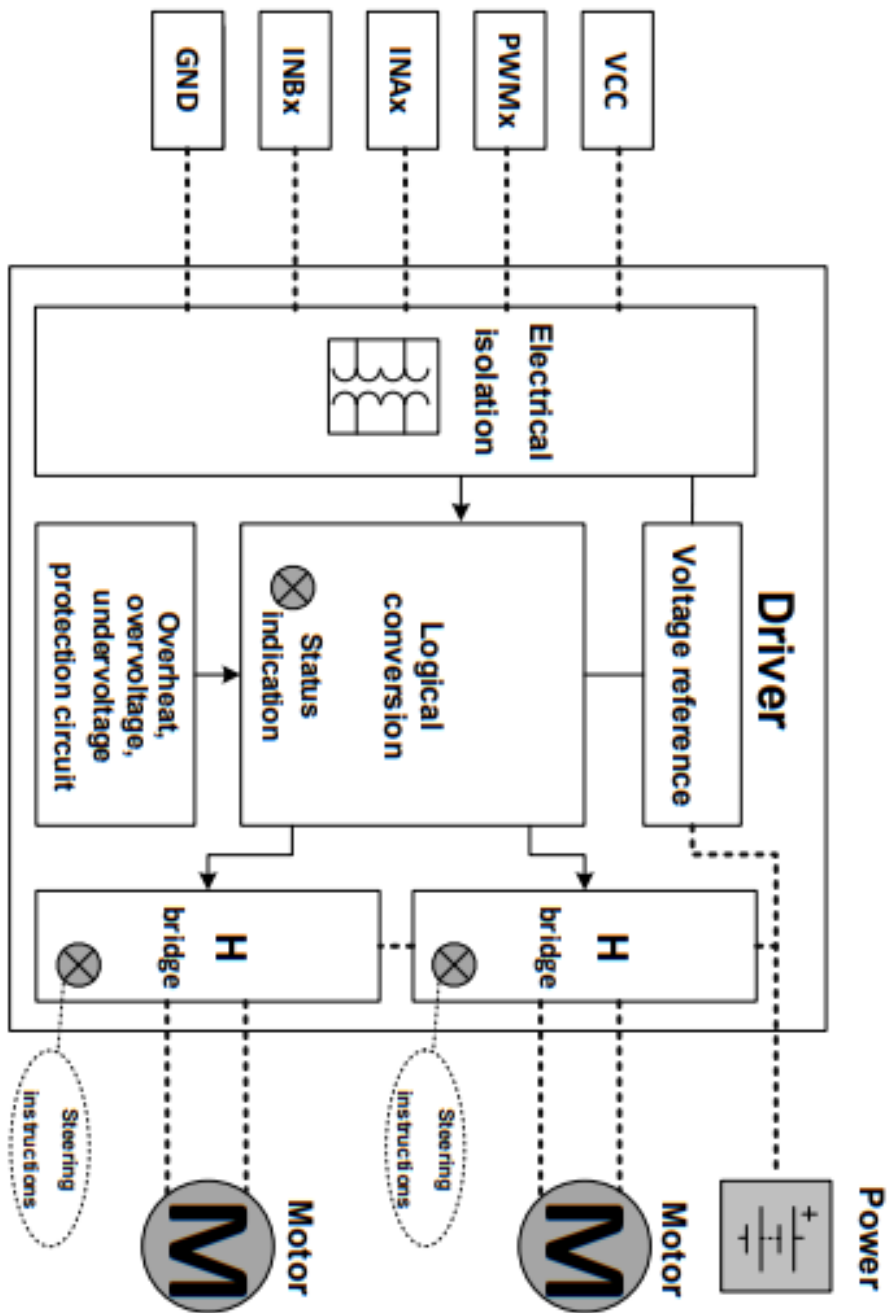 Power
Driver
VCC
PWMx
INAx
INBx
GND
Electrical
isolation
Voltage reference
Logical
conversion
Status
indication
Overheat,
overvoltage,
undervoltage
protection circuit
H
bridge
H
bridge
Steering
instructions
Steering
instructions
Motor
M
Motor
M
+